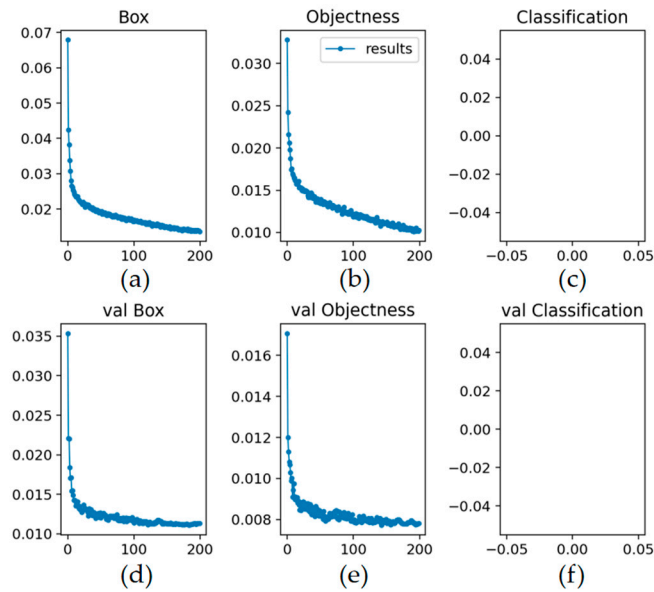 Box
0.07
0.06
0.05
0.04
0.03
0.02
0 100 200
(a)
Objectness
results
0.030
0.025
0.020
0.015
0.010
0 100 200
(b)
Classification
0.04
0.02
0.00
−0.02
−0.04
−0.05 0.00 0.05
(c)
val Box
0.035
0.030
0.025
0.020
0.015
0.010
0 100 200
(d)
val Objectness
0.016
0.014
0.012
0.010
0.008
0 100 200
(e)
val Classification
0.04
0.02
0.00
−0.02
−0.04
−0.05 0.00 0.05
(f)